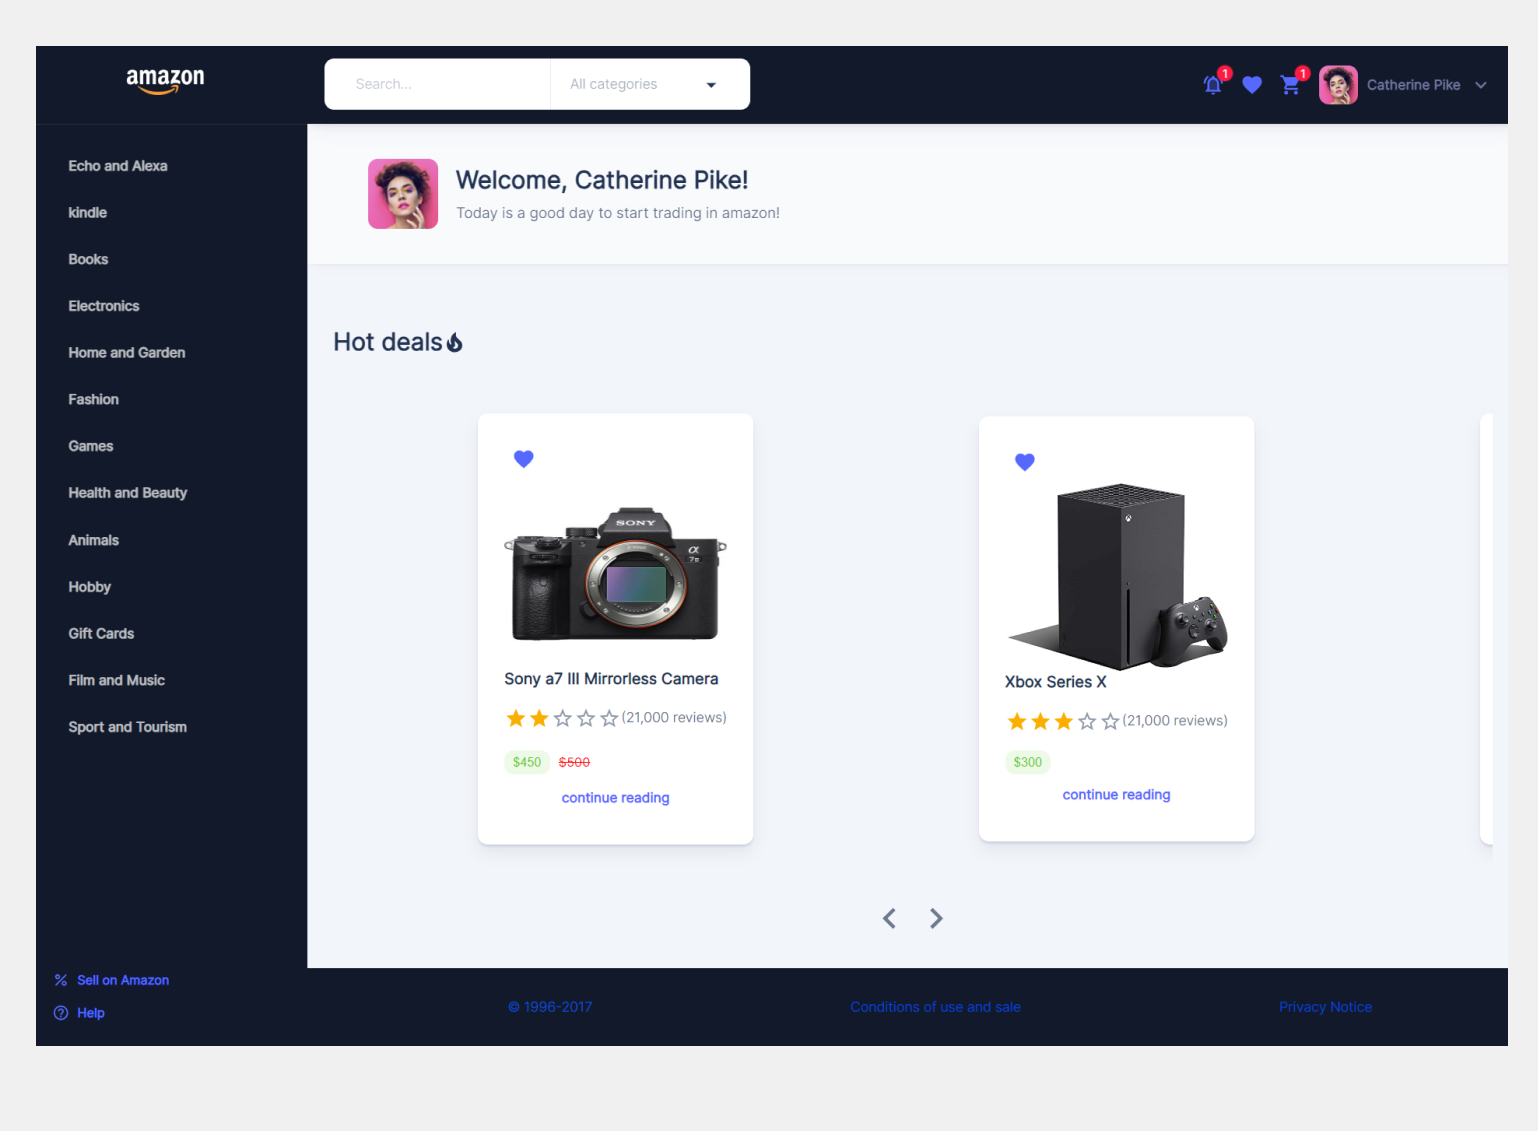 amazon
Search...
All categories
1
1
Catherine Pike
Echo and Alexa
kindle
Books
Electronics
Home and Garden
Fashion
Games
Health and Beauty
Animals
Hobby
Gift Cards
Film and Music
Sport and Tourism
Sell on Amazon
Help
Welcome, Catherine Pike!
Today is a good day to start trading in amazon!
Hot deals
SONY
α
7 III
Sony a7 III Mirrorless Camera
(21,000 reviews)
$450 $500
continue reading
Xbox Series X
(21,000 reviews)
$300
continue reading
© 1996-2017
Conditions of use and sale
Privacy Notice